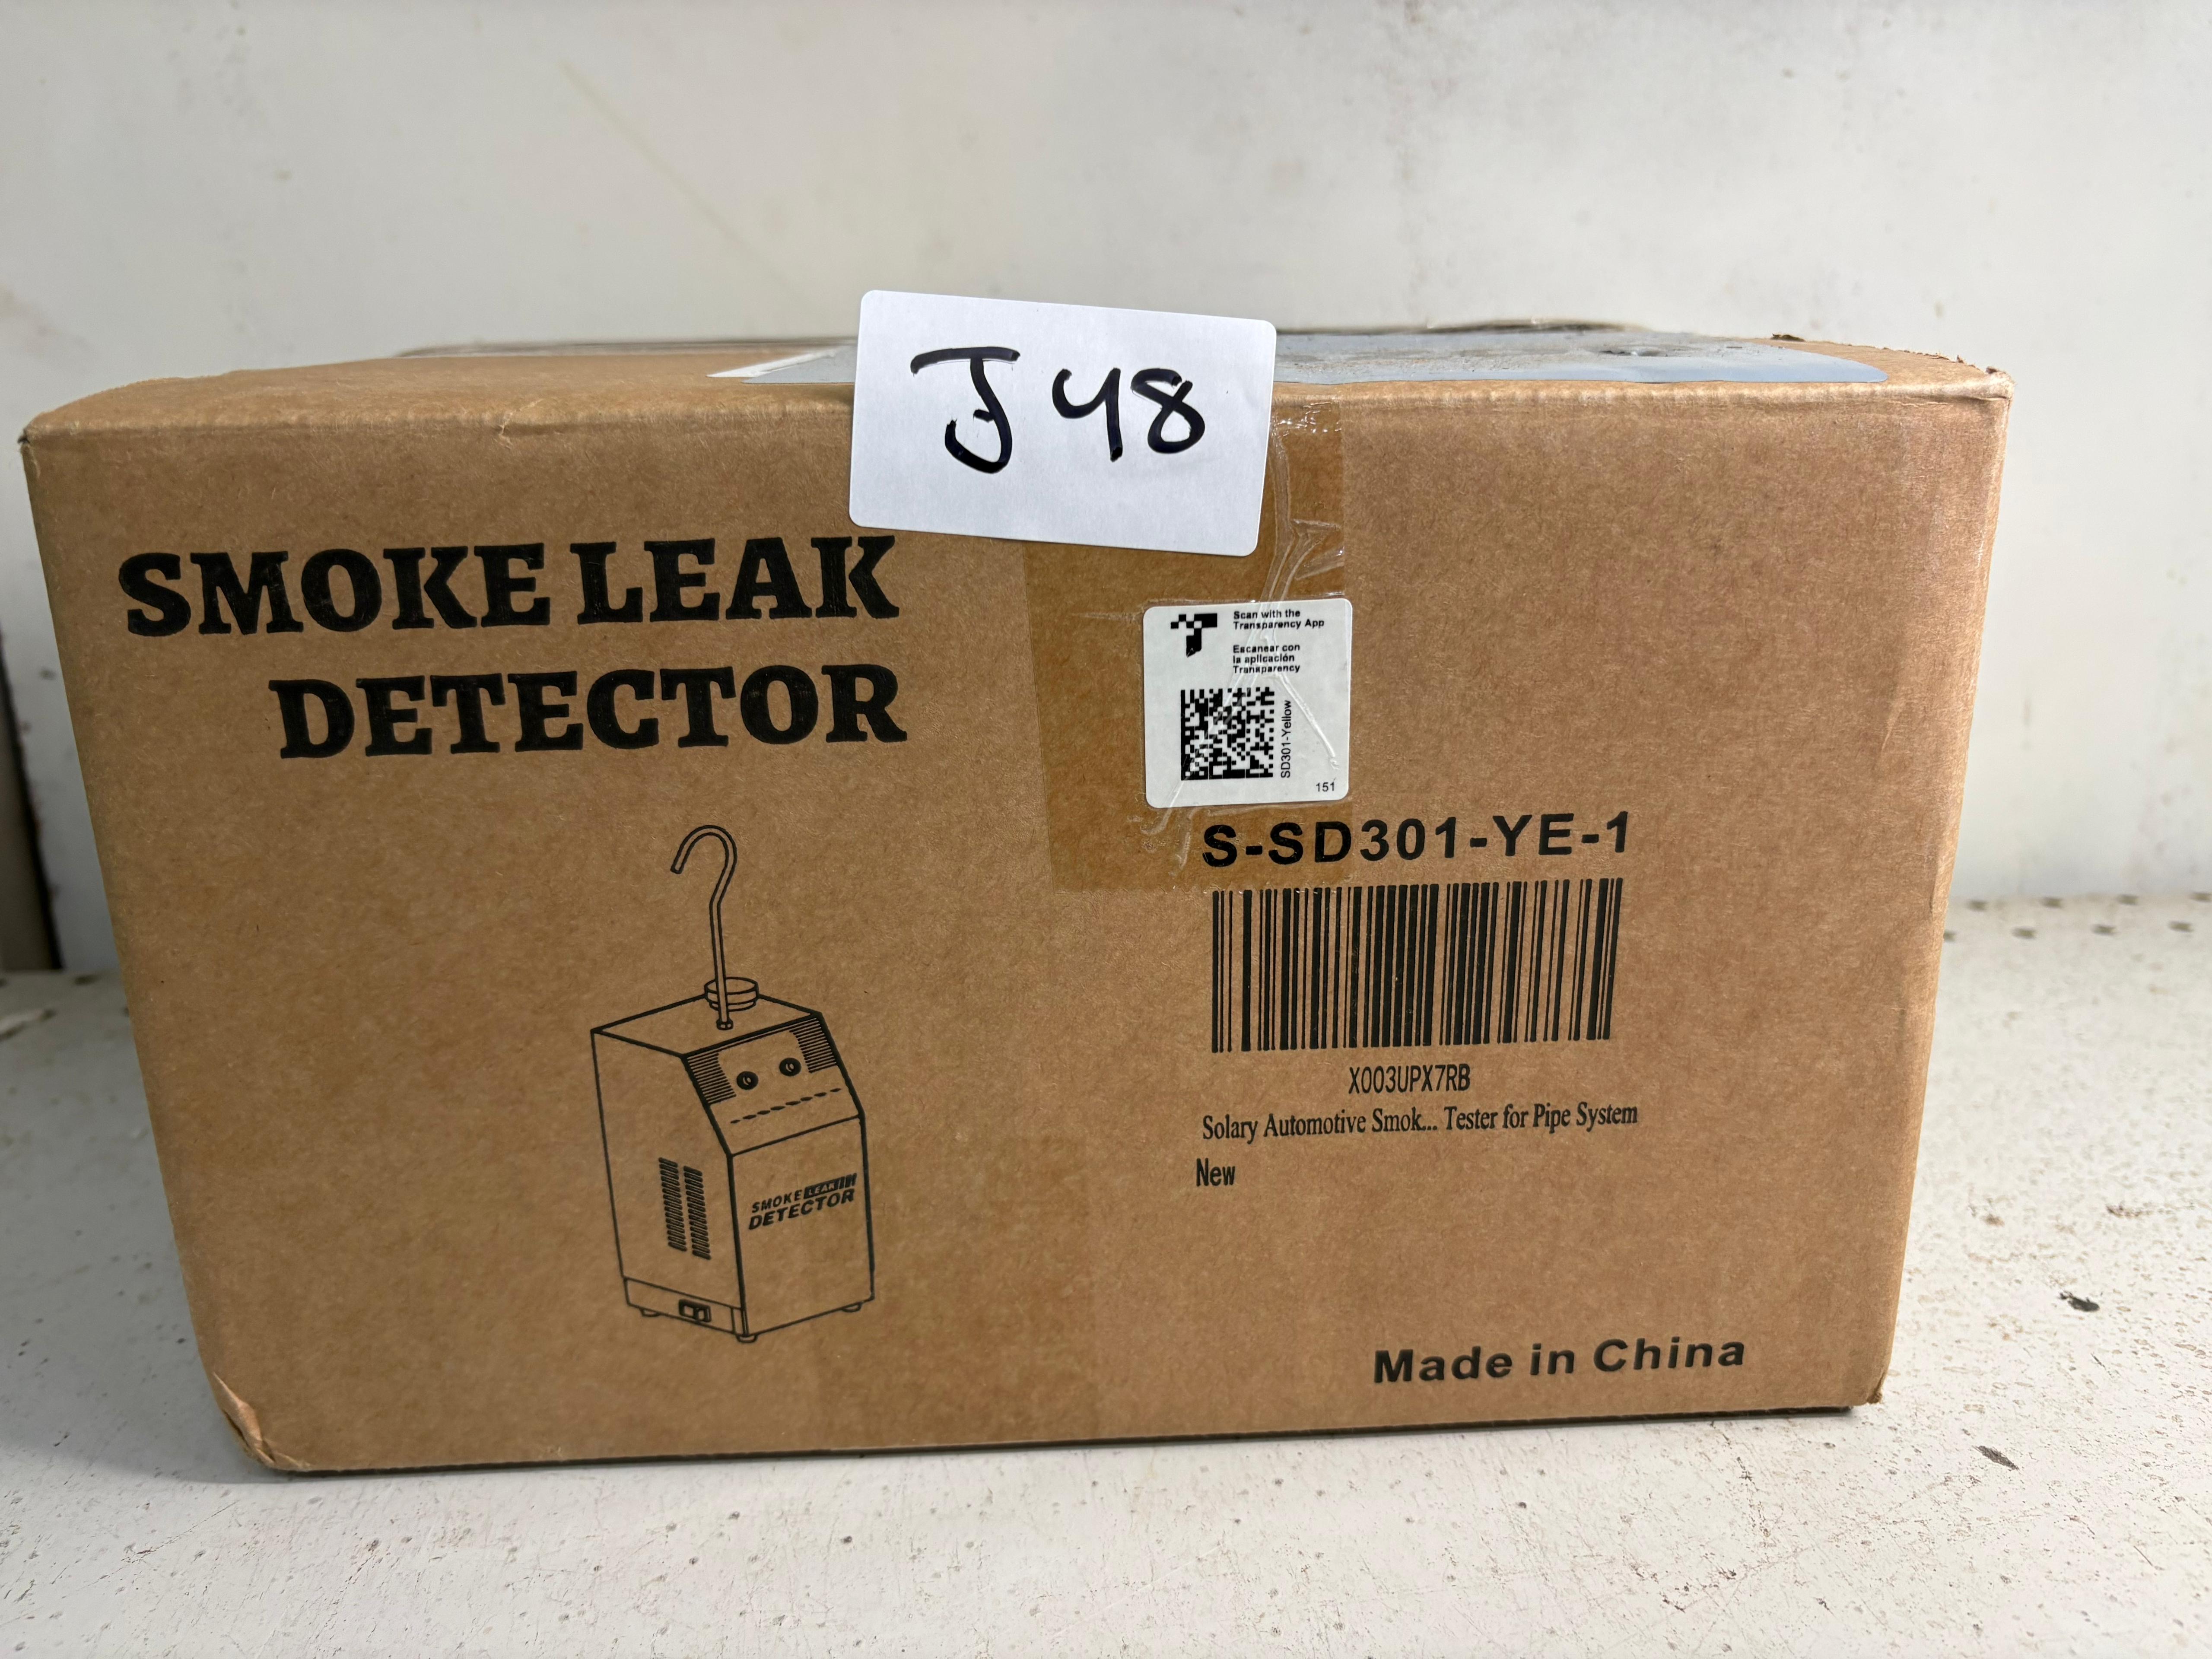 J48
SMOKE LEAK
DETECTOR
Scan with the
Transparency App
Escanear con
la aplicación
Transparency
SD301-Yellow
151
S-SD301-YE-1
X003UPX7RB
Solary Automotive Smok... Tester for Pipe System
New
SMOKE LEAK
DETECTOR
Made in China